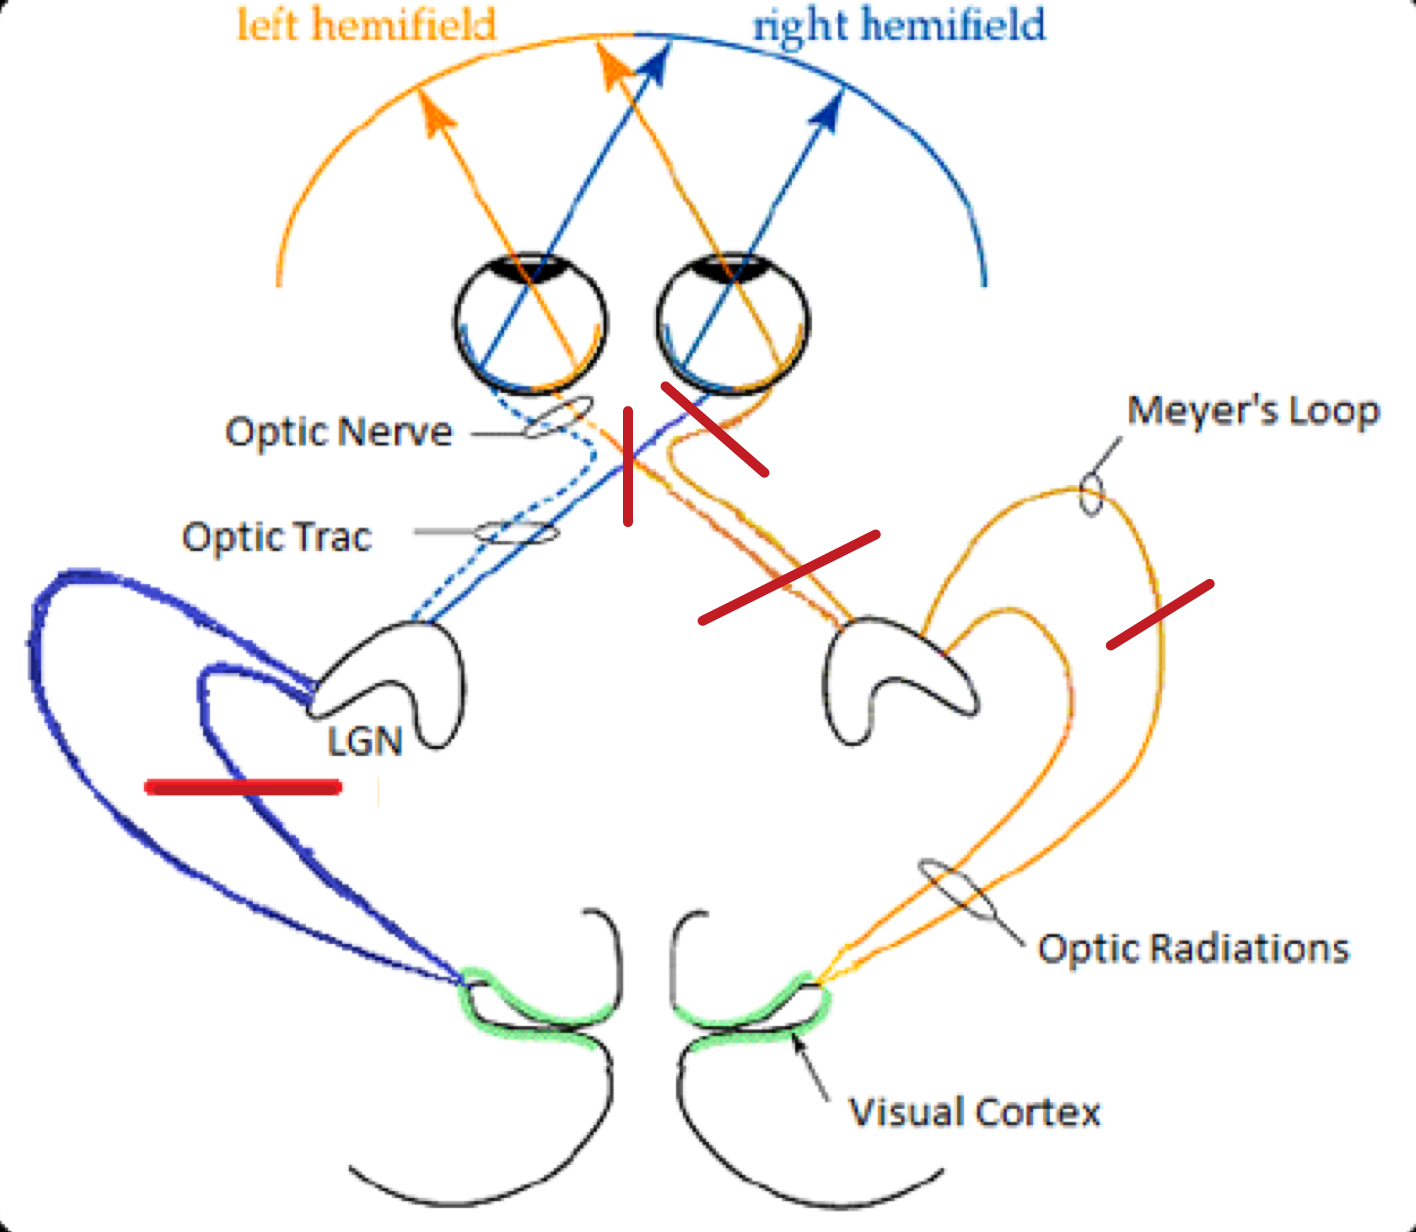 left hemifield
right hemifield
Optic Nerve
Meyer's Loop
Optic Trac
LGN
Optic Radiations
Visual Cortex